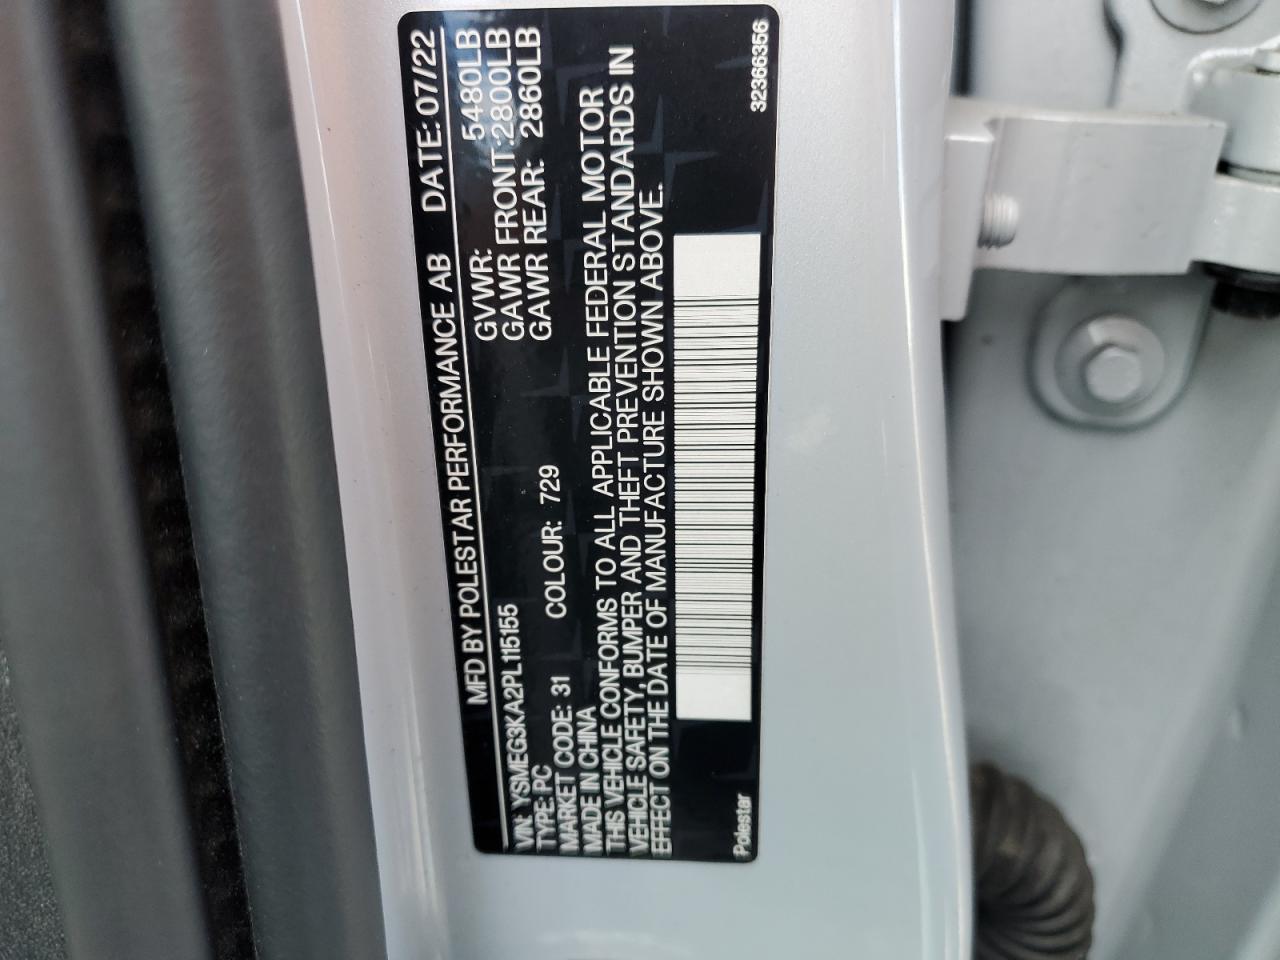 MFD BY POLESTAR PERFORMANCE AB DATE: 07/22
GVWR: 5480LB
GAWR FRONT:2800LB
GAWR REAR: 2860LB
VIN: YSMEG3KA2PL115155
TYPE: PC
MARKET CODE: 31 COLOUR: 729
MADE IN CHINA
THIS VEHICLE CONFORMS TO ALL APPLICABLE FEDERAL MOTOR
VEHICLE SAFETY, BUMPER AND THEFT PREVENTION STANDARDS IN
EFFECT ON THE DATE OF MANUFACTURE SHOWN ABOVE.
Polestar 32366356